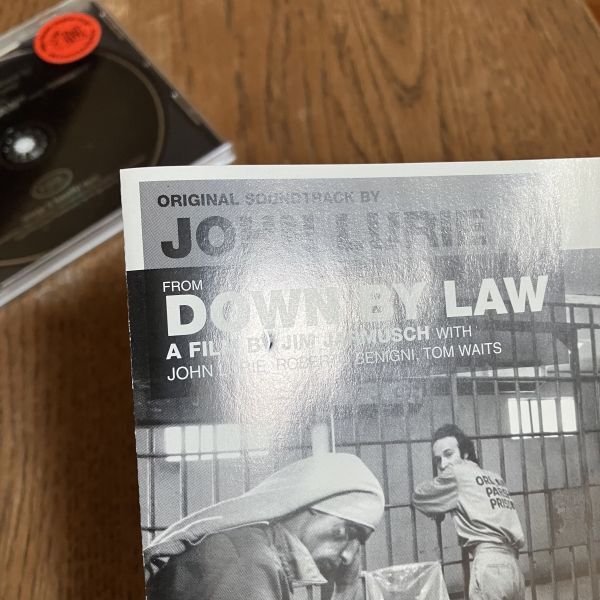 ORIGINAL SOUNDTRACK BY
JOHN LURIE
FROM
DOWN BY LAW
A FILM BY JIM JARMUSCH WITH
JOHN LURIE, ROBERTO BENIGNI, TOM WAITS
PRISON